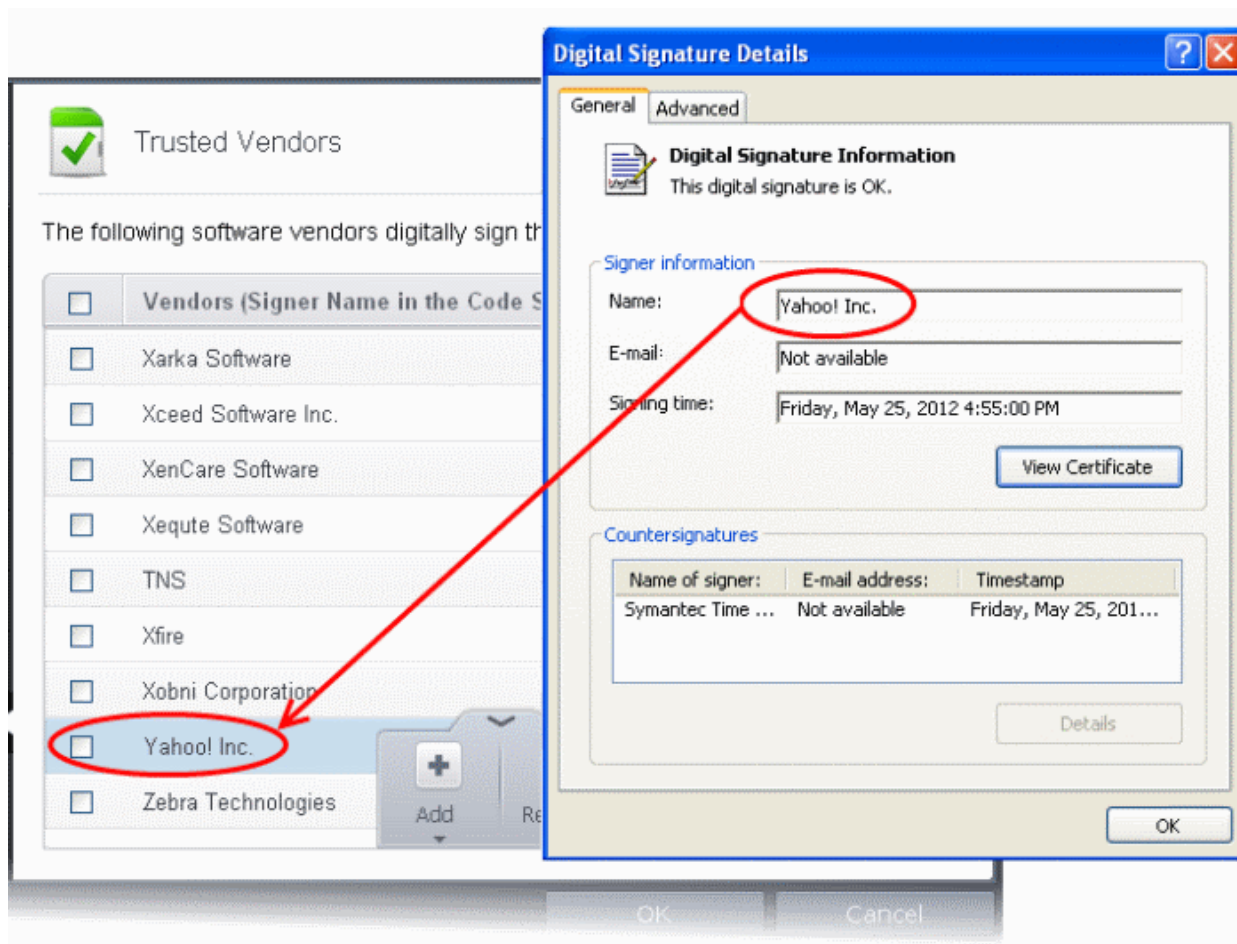 Trusted Vendors
The following software vendors digitally sign
Vendors (Signer Name in the Code
Xarka Software
Xceed Software Inc.
XenCare Software
Xequte Software
TNS
Xfire
Xobni Corporation
Yahoo! Inc.
Zebra Technologies
Add
OK
Cancel
Digital Signature Details
General
Advanced
Digital Signature Information
This digital signature is OK.
Signer information
Name:
Yahoo! Inc.
E-mail:
Not available
Signing time:
Friday, May 25, 2012 4:55:00 PM
View Certificate
Countersignatures
Name of signer: E-mail address: Timestamp
Symantec Time ... Not available Friday, May 25, 201...
Details
OK